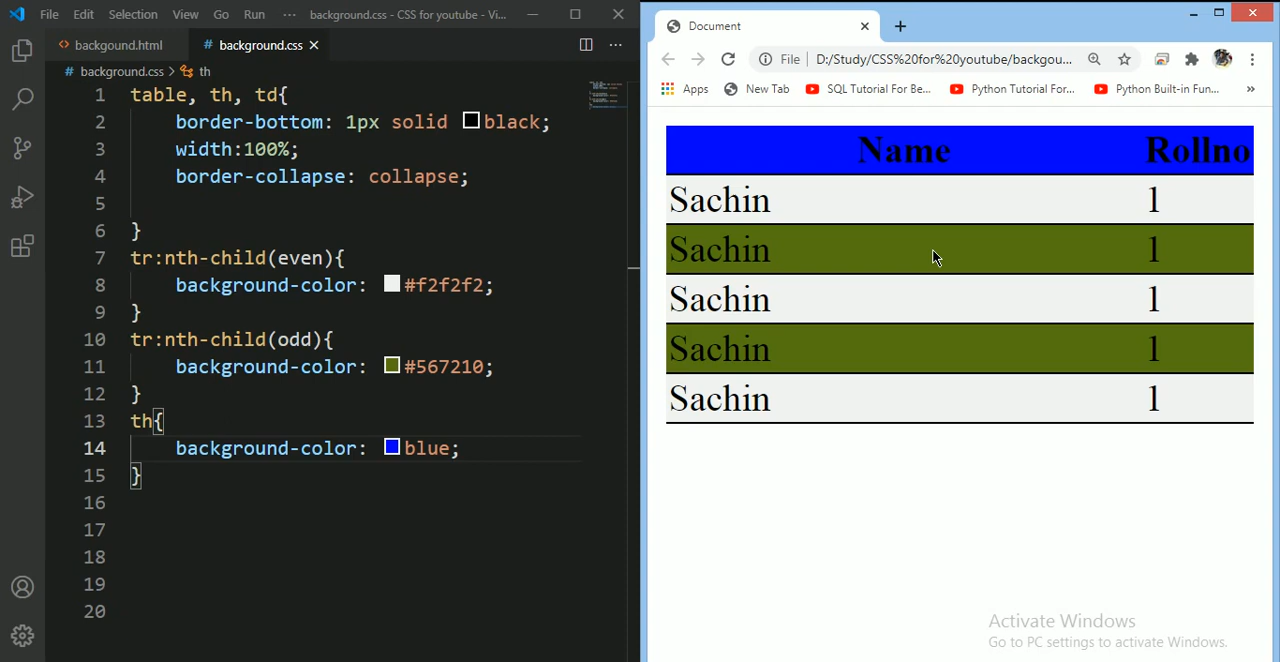 File Edit Selection View Go Run ··· background.css - CSS for youtube - Vi...
backgound.html # background.css
# background.css > th
1 table, th, td{
2 border-bottom: 1px solid black;
3 width:100%;
4 border-collapse: collapse;
5
6 }
7 tr:nth-child(even){
8 background-color: #f2f2f2;
9 }
10 tr:nth-child(odd){
11 background-color: #567210;
12 }
13 th{
14 background-color: blue;
15 }
16
17
18
19
20
Document
File D:/Study/CSS%20for%20youtube/backgou...
Apps New Tab SQL Tutorial For Be... Python Tutorial For... Python Built-in Fun... »
Name Rollno
Sachin 1
Sachin 1
Sachin 1
Sachin 1
Sachin 1
Activate Windows
Go to PC settings to activate Windows.